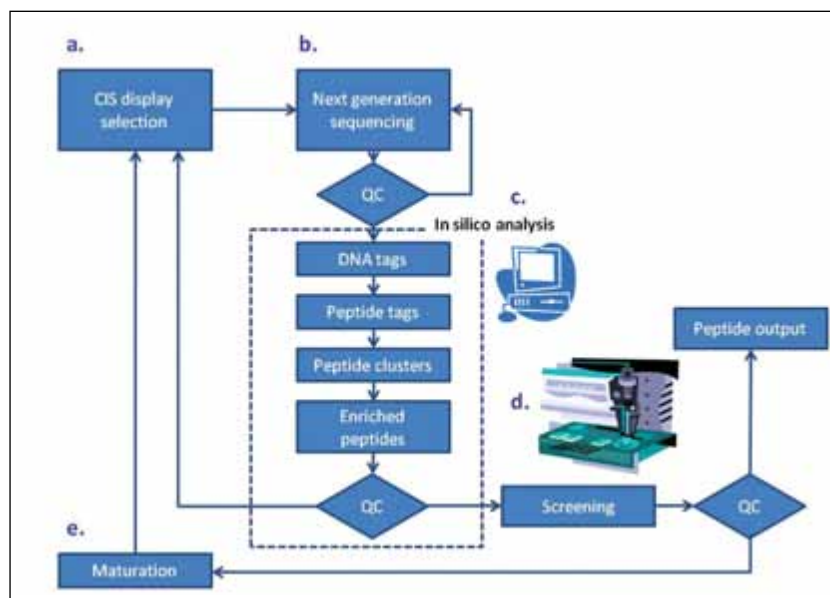 a.
b.
CIS display
selection
Next generation
sequencing
QC
c.
In silico analysis
DNA tags
Peptide tags
Peptide clusters
Enriched
peptides
QC
Peptide output
d.
Screening
QC
e.
Maturation